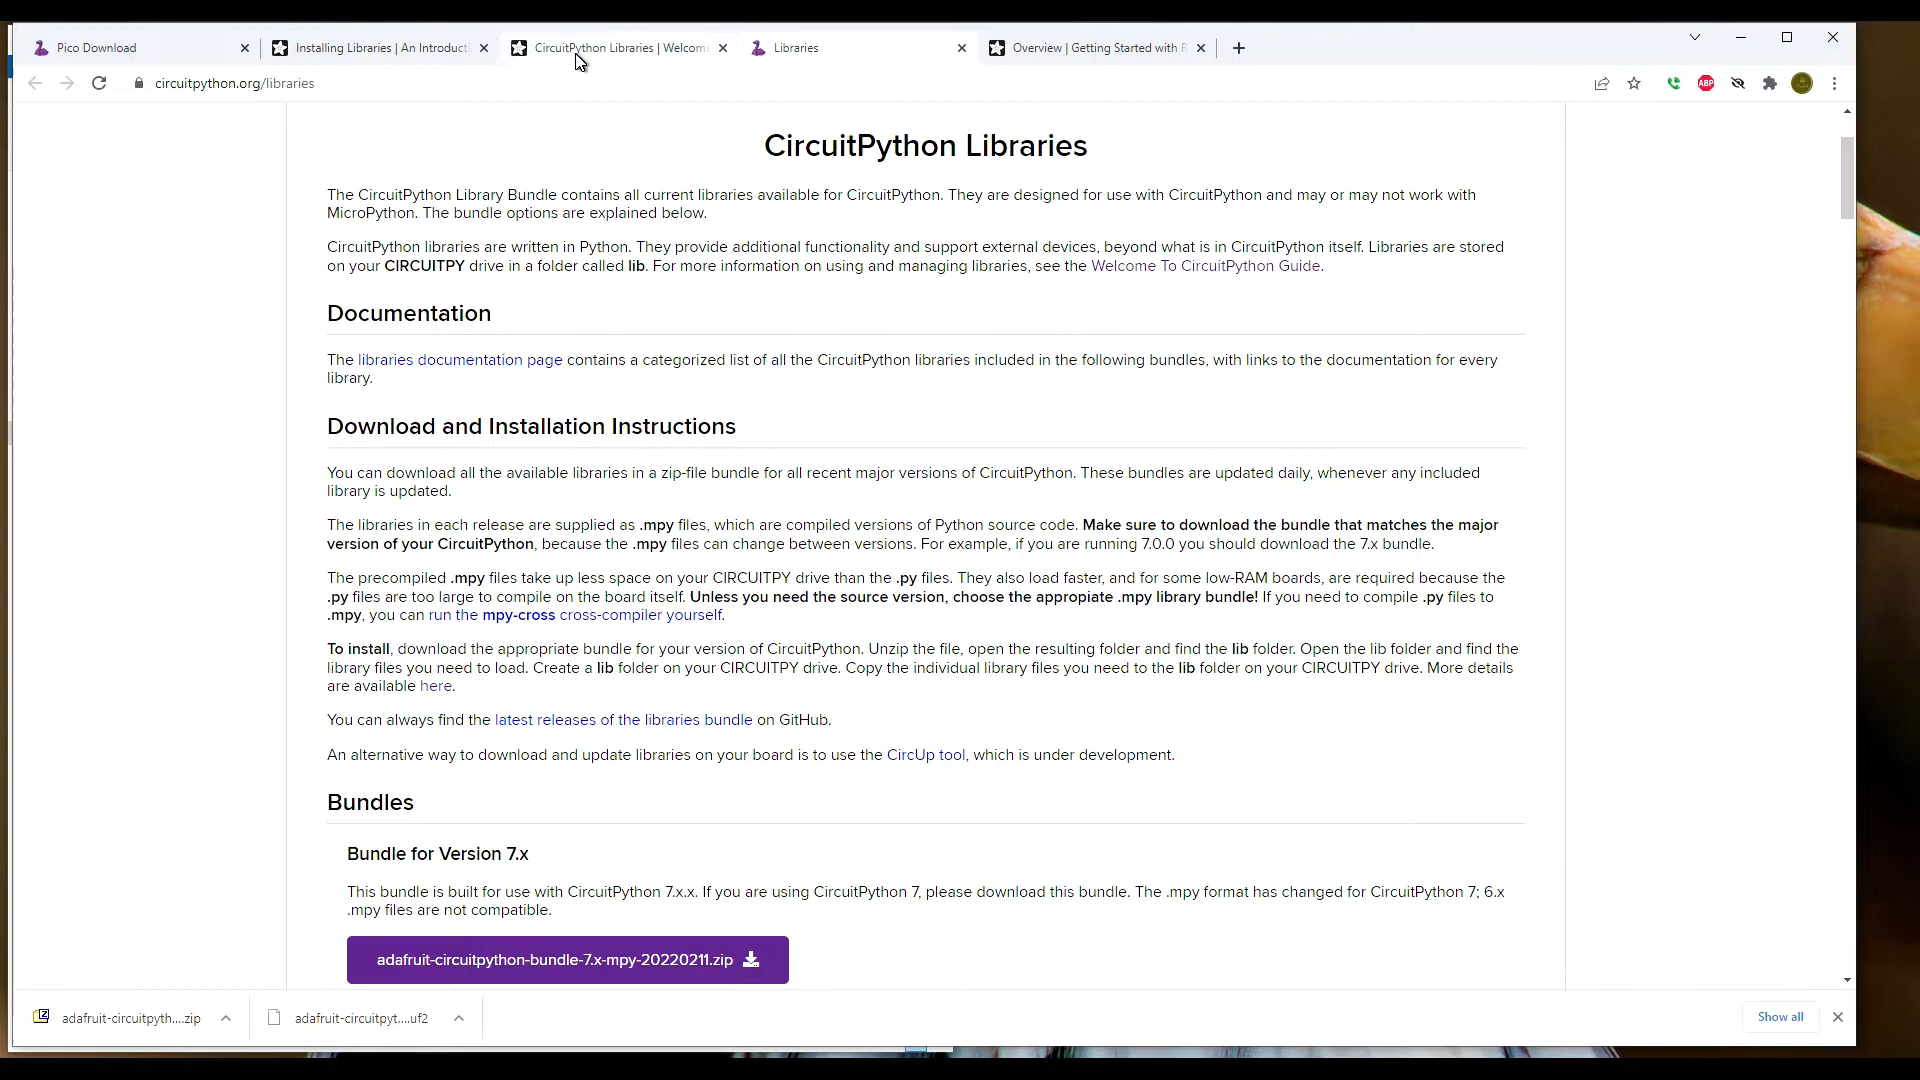 Pico Download
Installing Libraries | An Introduct
CircuitPython Libraries | Welcome
Libraries
Overview | Getting Started with R
circuitpython.org/libraries
ABP
CircuitPython Libraries
The CircuitPython Library Bundle contains all current libraries available for CircuitPython. They are designed for use with CircuitPython and may or may not work with
MicroPython. The bundle options are explained below.
CircuitPython libraries are written in Python. They provide additional functionality and support external devices, beyond what is in CircuitPython itself. Libraries are stored
on your CIRCUITPY drive in a folder called lib. For more information on using and managing libraries, see the Welcome To CircuitPython Guide.
Documentation
The libraries documentation page contains a categorized list of all the CircuitPython libraries included in the following bundles, with links to the documentation for every
library.
Download and Installation Instructions
You can download all the available libraries in a zip-file bundle for all recent major versions of CircuitPython. These bundles are updated daily, whenever any included
library is updated.
The libraries in each release are supplied as .mpy files, which are compiled versions of Python source code. Make sure to download the bundle that matches the major
version of your CircuitPython, because the .mpy files can change between versions. For example, if you are running 7.0.0 you should download the 7.x bundle.
The precompiled .mpy files take up less space on your CIRCUITPY drive than the .py files. They also load faster, and for some low-RAM boards, are required because the
.py files are too large to compile on the board itself. Unless you need the source version, choose the appropiate .mpy library bundle! If you need to compile .py files to
.mpy, you can run the mpy-cross cross-compiler yourself.
To install, download the appropriate bundle for your version of CircuitPython. Unzip the file, open the resulting folder and find the lib folder. Open the lib folder and find the
library files you need to load. Create a lib folder on your CIRCUITPY drive. Copy the individual library files you need to the lib folder on your CIRCUITPY drive. More details
are available here.
You can always find the latest releases of the libraries bundle on GitHub.
An alternative way to download and update libraries on your board is to use the CircUp tool, which is under development.
Bundles
Bundle for Version 7.x
This bundle is built for use with CircuitPython 7.x.x. If you are using CircuitPython 7, please download this bundle. The .mpy format has changed for CircuitPython 7; 6.x
.mpy files are not compatible.
adafruit-circuitpython-bundle-7.x-mpy-20220211.zip
adafruit-circuitpyth....zip
adafruit-circuitpyt....uf2
Show all